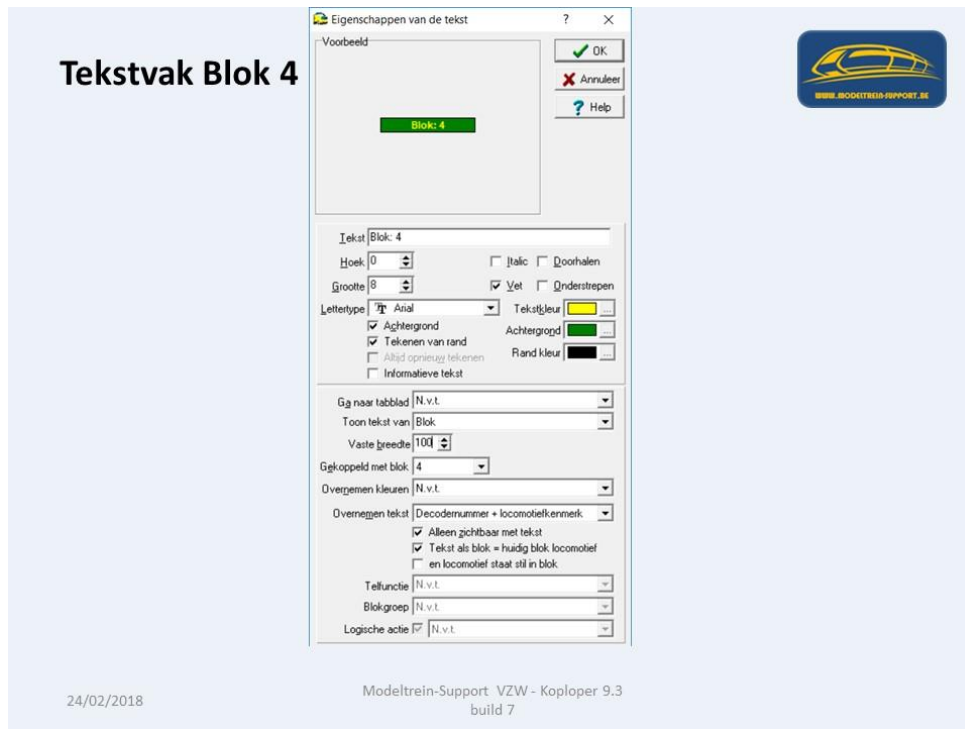 Tekstvak Blok 4
Eigenschappen van de tekst ? ×
Voorbeeld
OK
Annuleer
? Help
Blok: 4
WWW.MODELTREIN-SUPPORT.BE
Tekst Blok: 4
Hoek 0 Italic Doorhalen
Grootte 8 Vet Onderstrepen
Lettertype Arial Tekstkleur ...
Achtergrond Achtergrond ...
Tekenen van rand
Altijd opnieuw tekenen Rand kleur ...
Informatieve tekst
Ga naar tabblad N.v.t.
Toon tekst van Blok
Vaste breedte 100
Gekoppeld met blok 4
Overnemen kleuren N.v.t.
Overnemen tekst Decodernummer + locomotiefkenmerk
Alleen zichtbaar met tekst
Tekst als blok = huidig blok locomotief
en locomotief staat stil in blok
Telfunctie N.v.t.
Blokgroep N.v.t.
Logische actie N.v.t.
24/02/2018
Modeltrein-Support VZW - Koploper 9.3
build 7